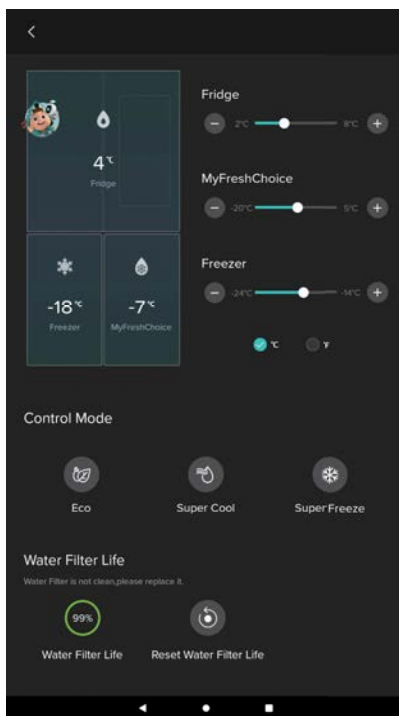 Fridge
2°C
8°C
4°C
Fridge
MyFreshChoice
-20°C
5°C
-18°C
Freezer
-7°C
MyFreshChoice
Freezer
-24°C
-14°C
°C
°F
Control Mode
Eco
Super Cool
Super Freeze
Water Filter Life
Water Filter is not clean,please replace it.
99%
Water Filter Life
Reset Water Filter Life